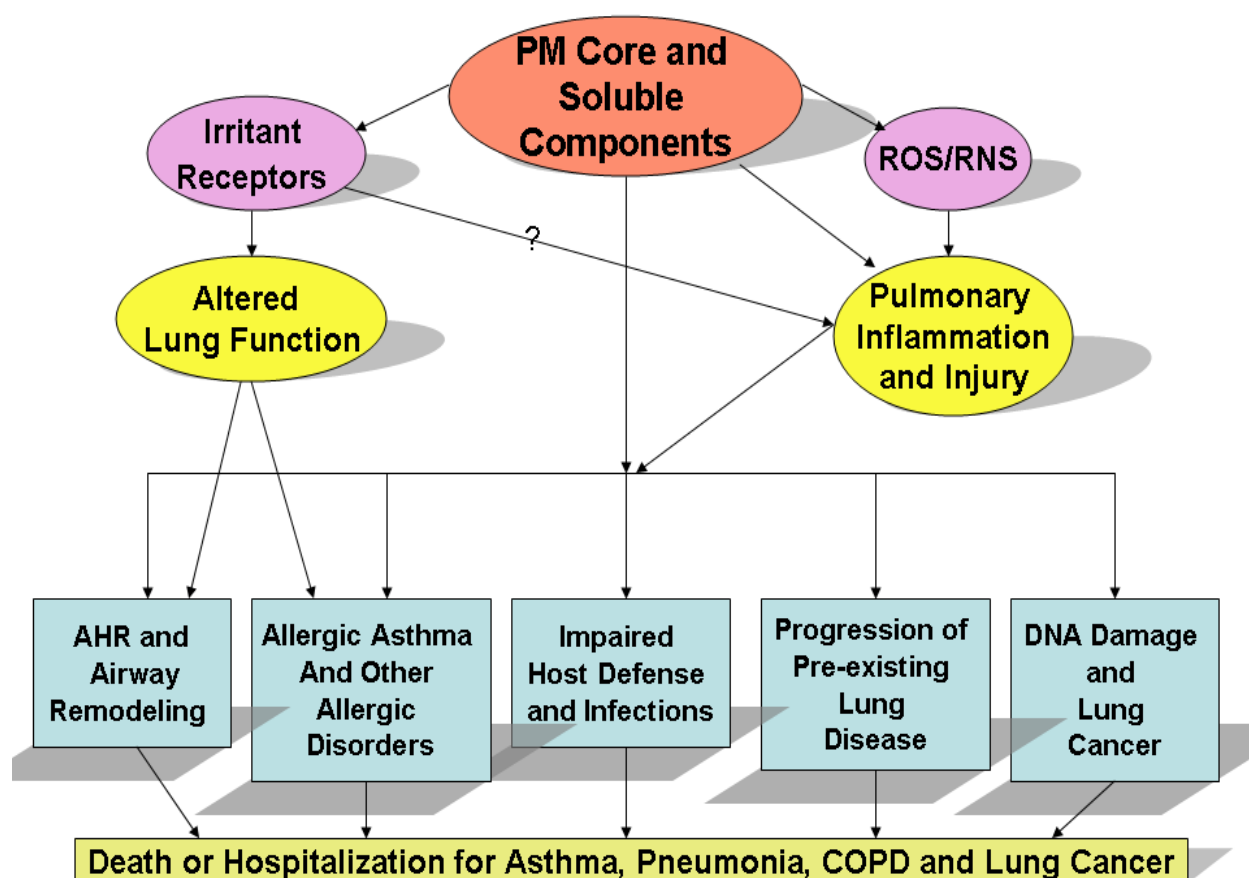 PM Core and
Soluble
Components
Irritant
Receptors
ROS/RNS
?
Altered
Lung Function
Pulmonary
Inflammation
and Injury
AHR and
Airway
Remodeling
Allergic Asthma
And Other
Allergic
Disorders
Impaired
Host Defense
and Infections
Progression of
Pre-existing
Lung
Disease
DNA Damage
and
Lung
Cancer
Death or Hospitalization for Asthma, Pneumonia, COPD and Lung Cancer